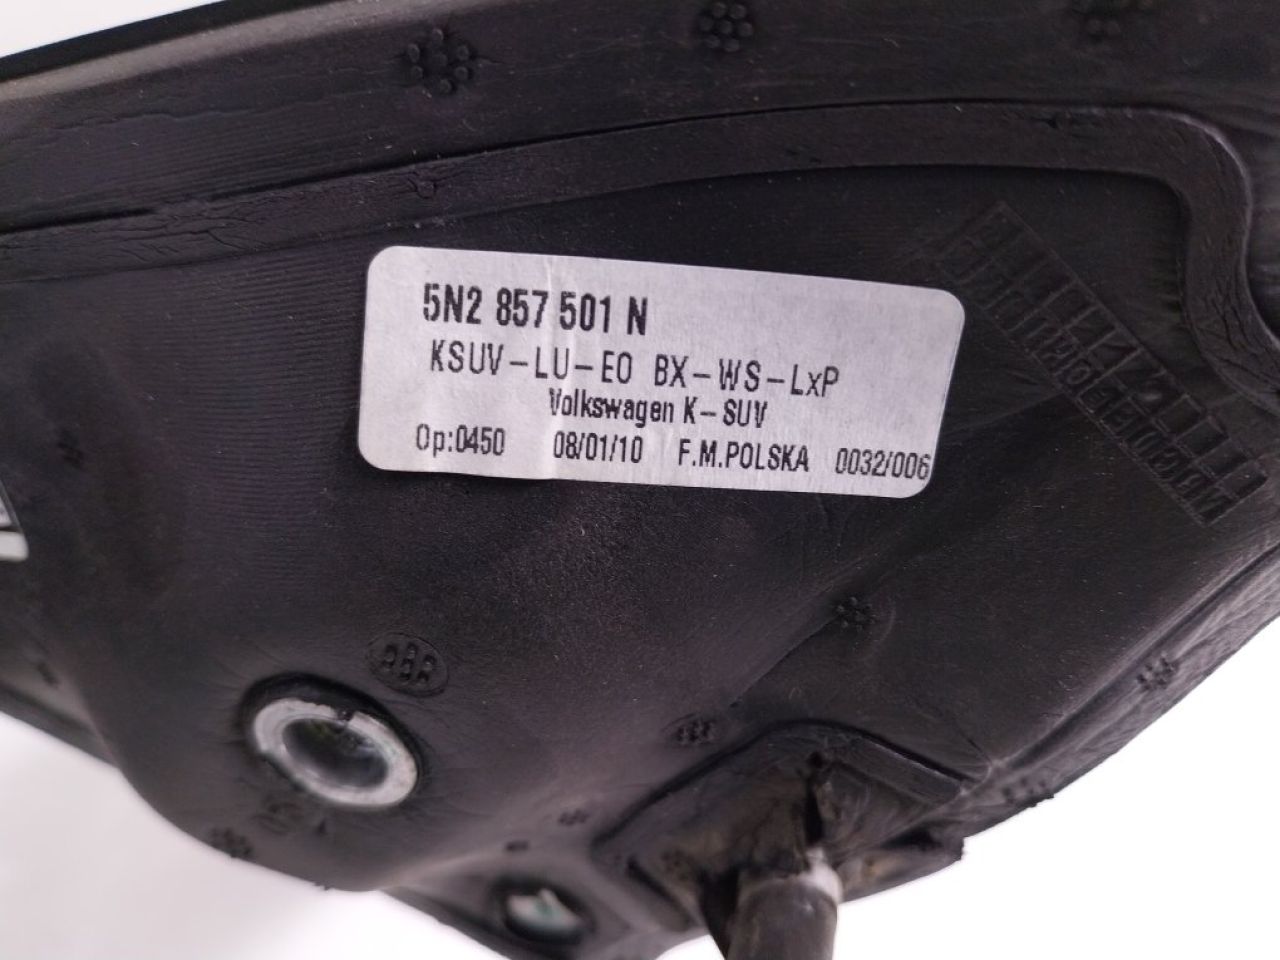 5N2 857 501 N
KSUV-LU-EO BX-WS-LxP
Volkswagen K-SUV
Op:0450 08/01/10 F.M.POLSKA 0032/006